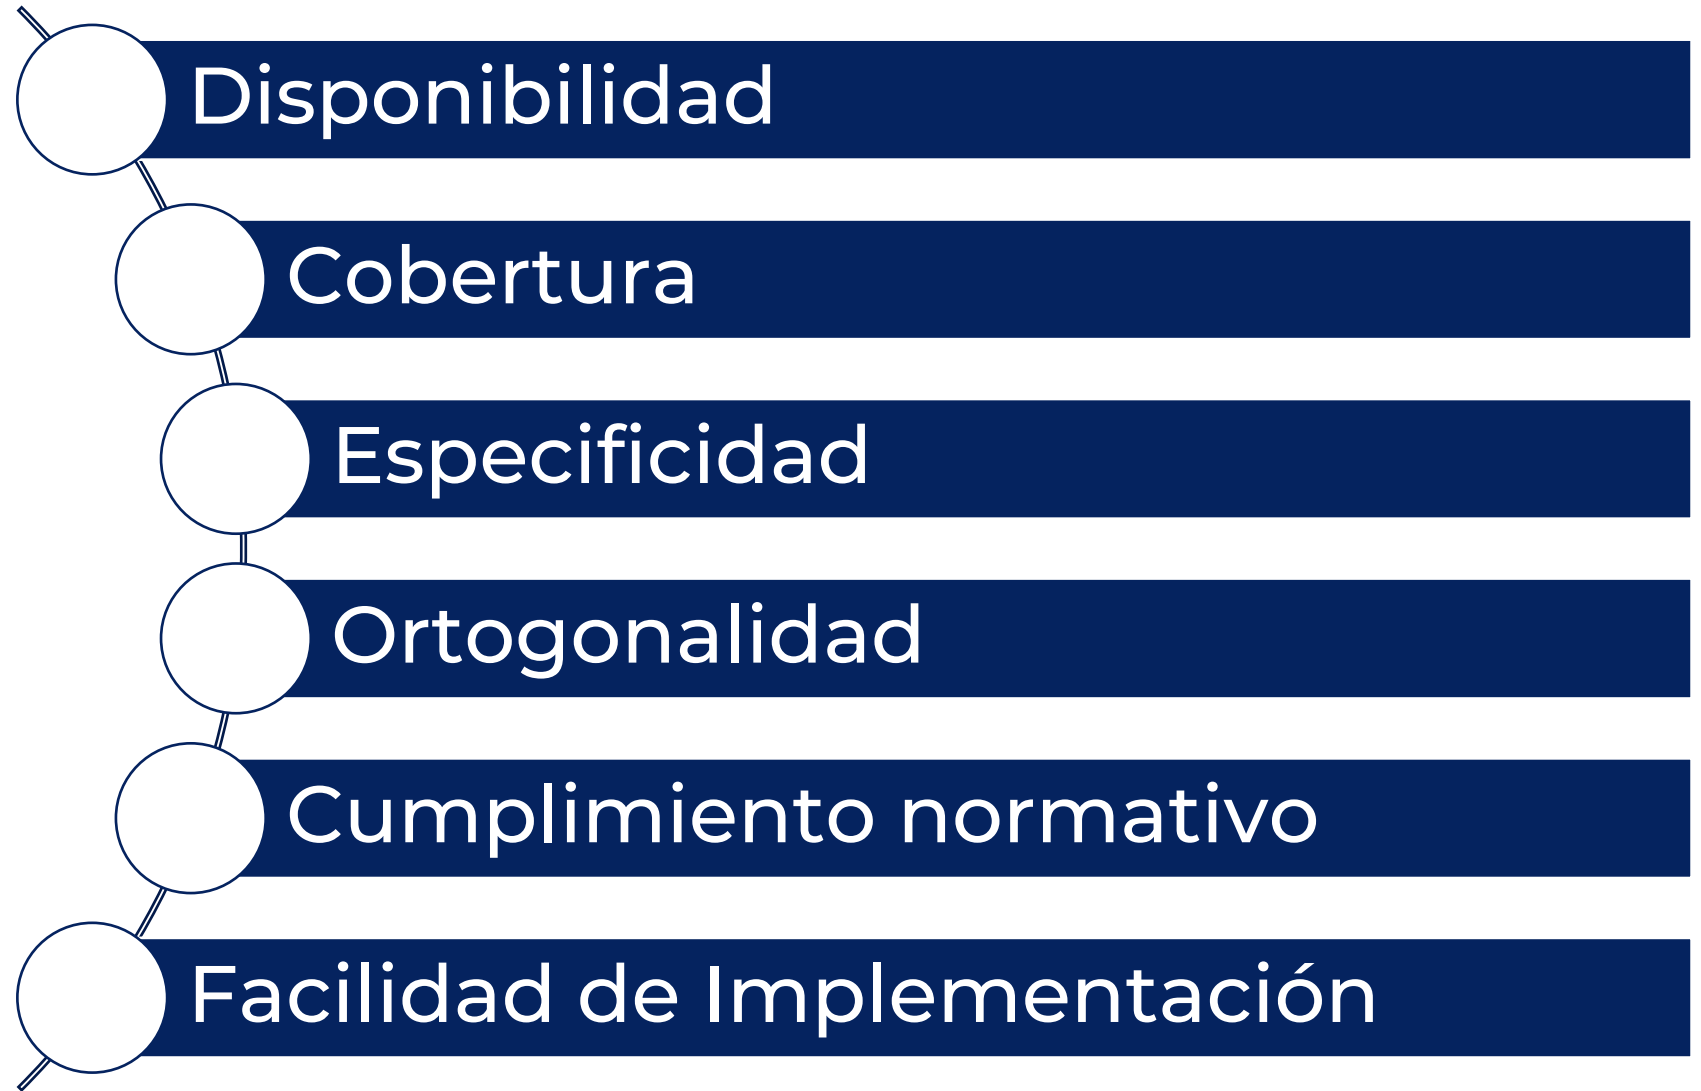 Disponibilidad
Cobertura
Especificidad
Ortogonalidad
Cumplimiento normativo
Facilidad de Implementación